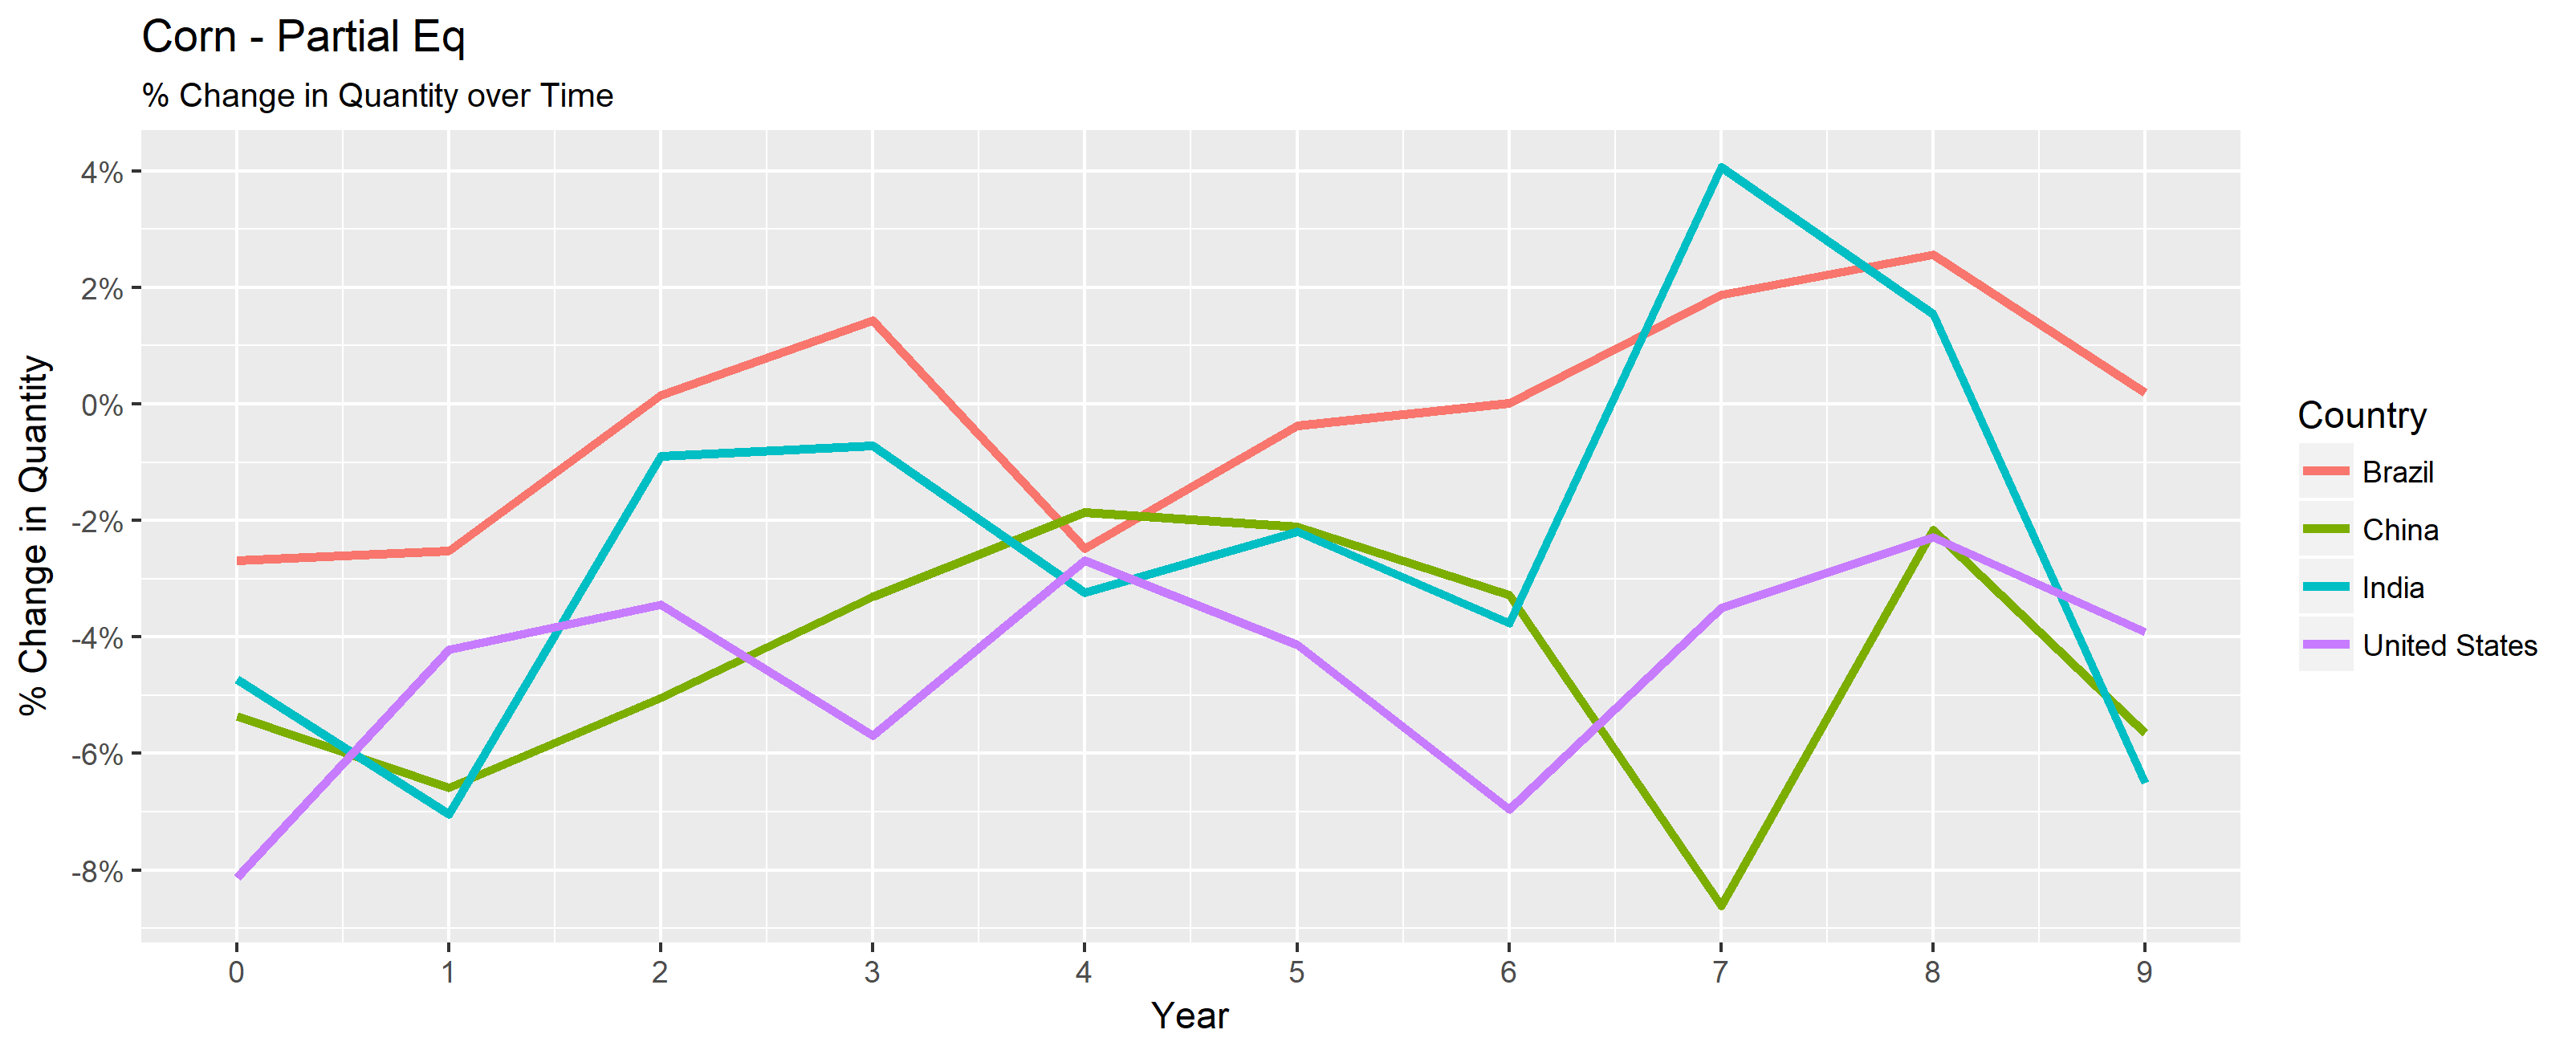 Corn - Partial Eq
% Change in Quantity over Time
% Change in Quantity
4%
2%
0%
-2%
-4%
-6%
-8%
0 1 2 3 4 5 6 7 8 9
Year
Country
Brazil
China
India
United States